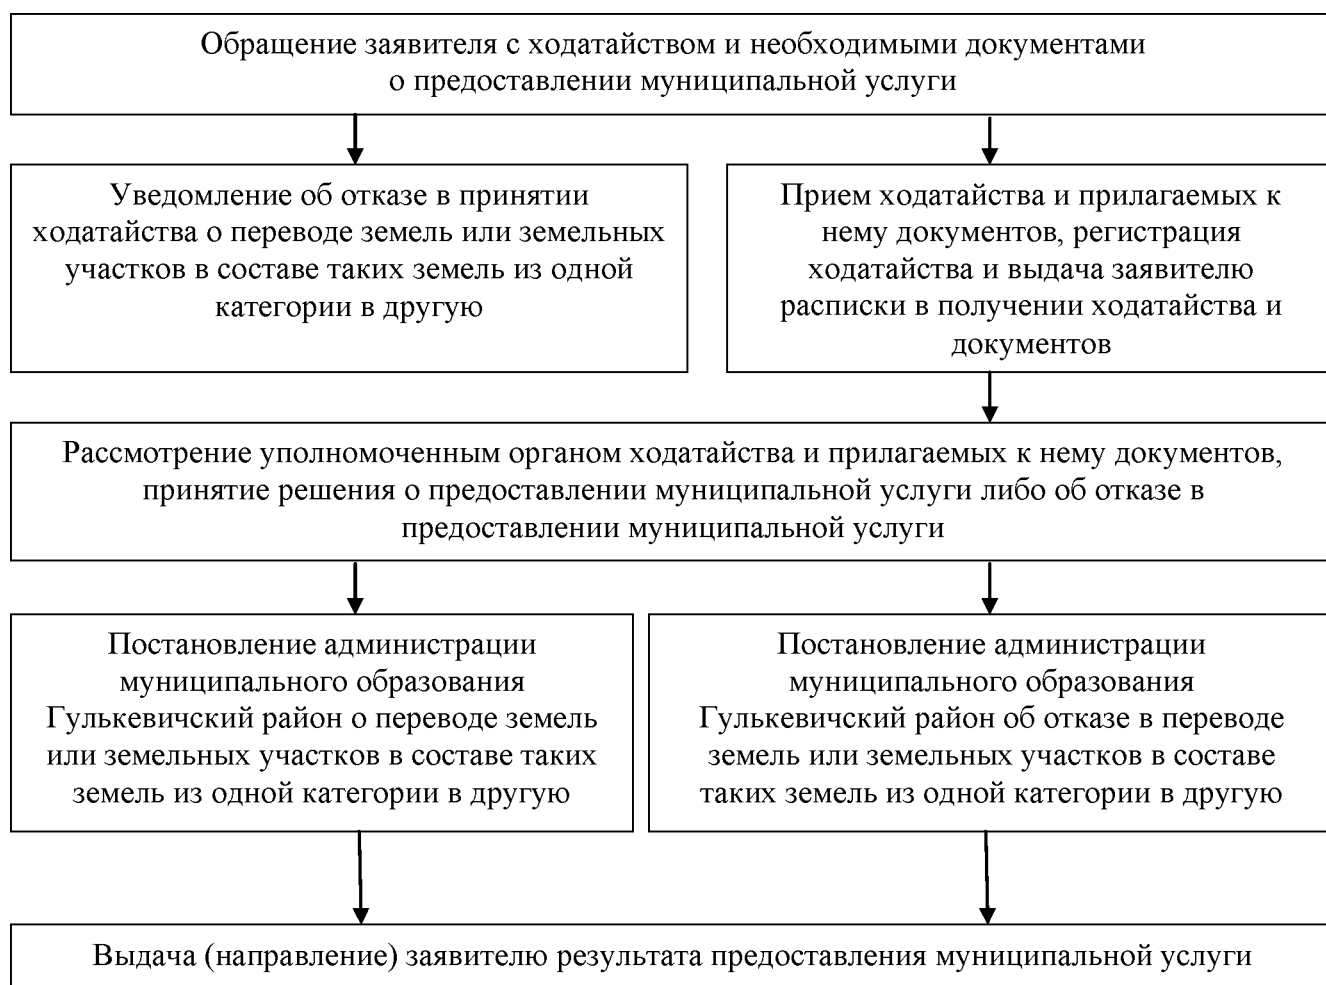 Обращение заявителя с ходатайством и необходимыми документами
о предоставлении муниципальной услуги
Уведомление об отказе в принятии
ходатайства о переводе земель или земельных
участков в составе таких земель из одной
категории в другую
Прием ходатайства и прилагаемых к
нему документов, регистрация
ходатайства и выдача заявителю
расписки в получении ходатайства и
документов
Рассмотрение уполномоченным органом ходатайства и прилагаемых к нему документов,
принятие решения о предоставлении муниципальной услуги либо об отказе в
предоставлении муниципальной услуги
Постановление администрации
муниципального образования
Гулькевичский район о переводе земель
или земельных участков в составе таких
земель из одной категории в другую
Постановление администрации
муниципального образования
Гулькевичский район об отказе в переводе
земель или земельных участков в составе
таких земель из одной категории в другую
Выдача (направление) заявителю результата предоставления муниципальной услуги